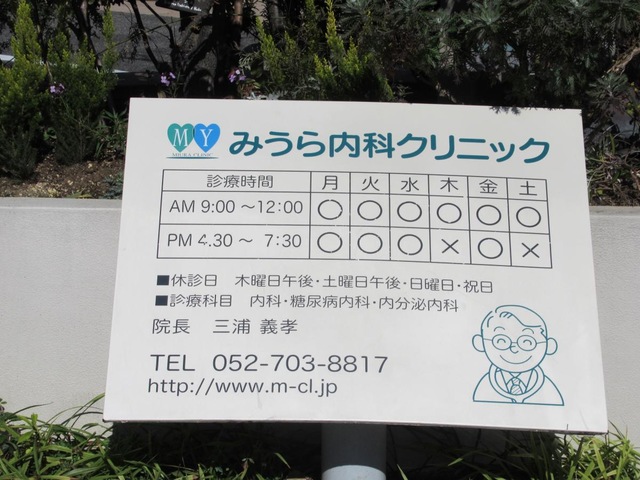 MY
MIURA CLINIC
みうら内科クリニック
診療時間 月 火 水 木 金 土
AM 9:00 ～12:00 ○ ○ ○ ○ ○ ○
PM 4:30 ～ 7:30 ○ ○ ○ × ○ ×
■休診日 木曜日午後・土曜日午後・日曜日・祝日
■診療科目 内科・糖尿病内科・内分泌内科
院長 三浦 義孝
TEL 052-703-8817
http://www.m-cl.jp